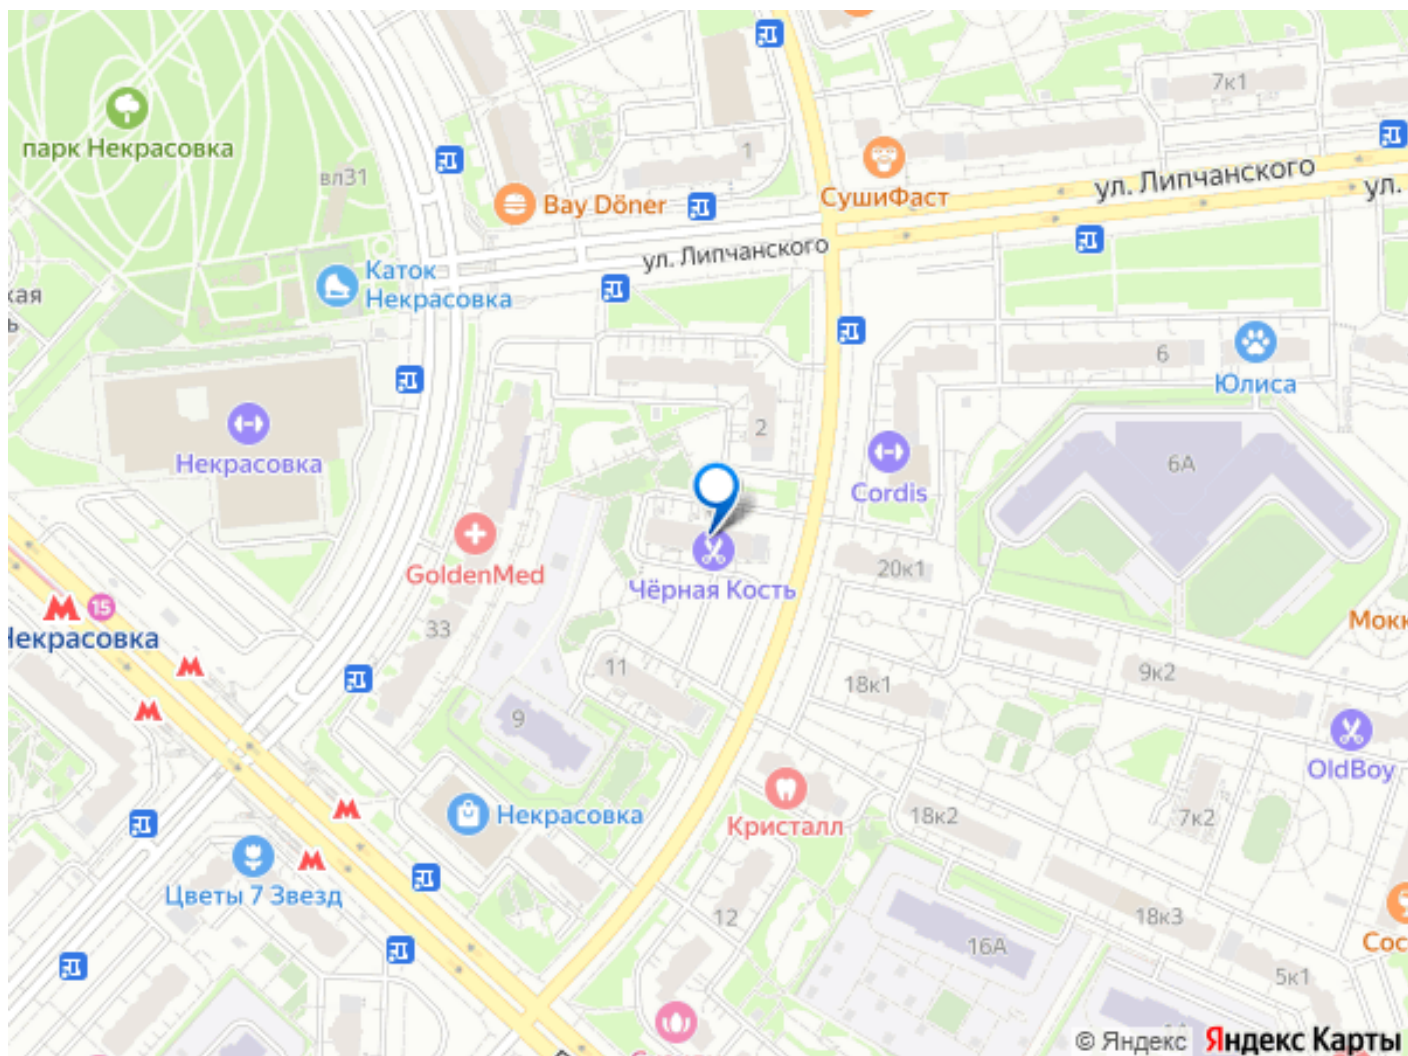 7к1
парк Некрасовка
1
СушиФаст
ул. Липчанского
ул.
вл31
Bay Döner
ул. Липчанского
Каток
Некрасовка
6
Юлиса
2
Некрасовка
Cordis
6А
GoldenMed
Чёрная Кость
20к1
15
Некрасовка
33
11
18к1
9к2
9
OldBoy
Некрасовка
Кристалл
18к2
7к2
Цветы 7 Звезд
12
16А
18к3
5к1
© Яндекс Яндекс Карты